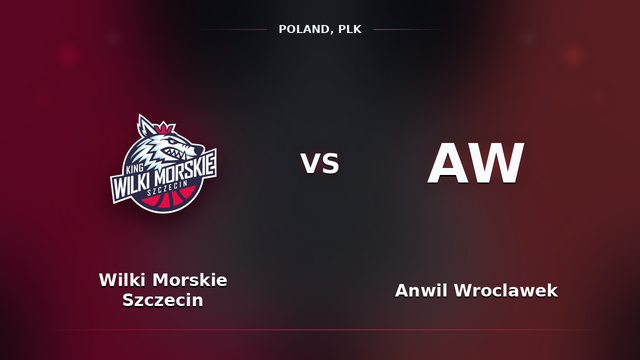 POLAND, PLK
KING
WILKI MORSKIE
SZCZECIN
VS
AW
Wilki Morskie
Szczecin
Anwil Wroclawek